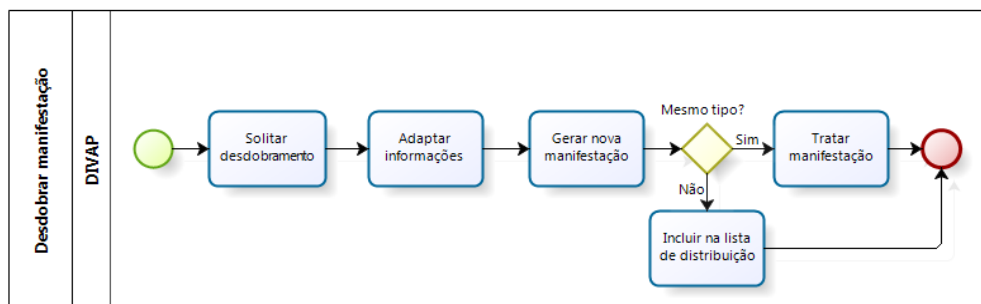 Desdobrar manifestação
DIVAP
Solitar
desdobramento
Adaptar
informações
Gerar nova
manifestação
Mesmo tipo?
Sim
Não
Tratar
manifestação
Incluir na lista
de distribuição